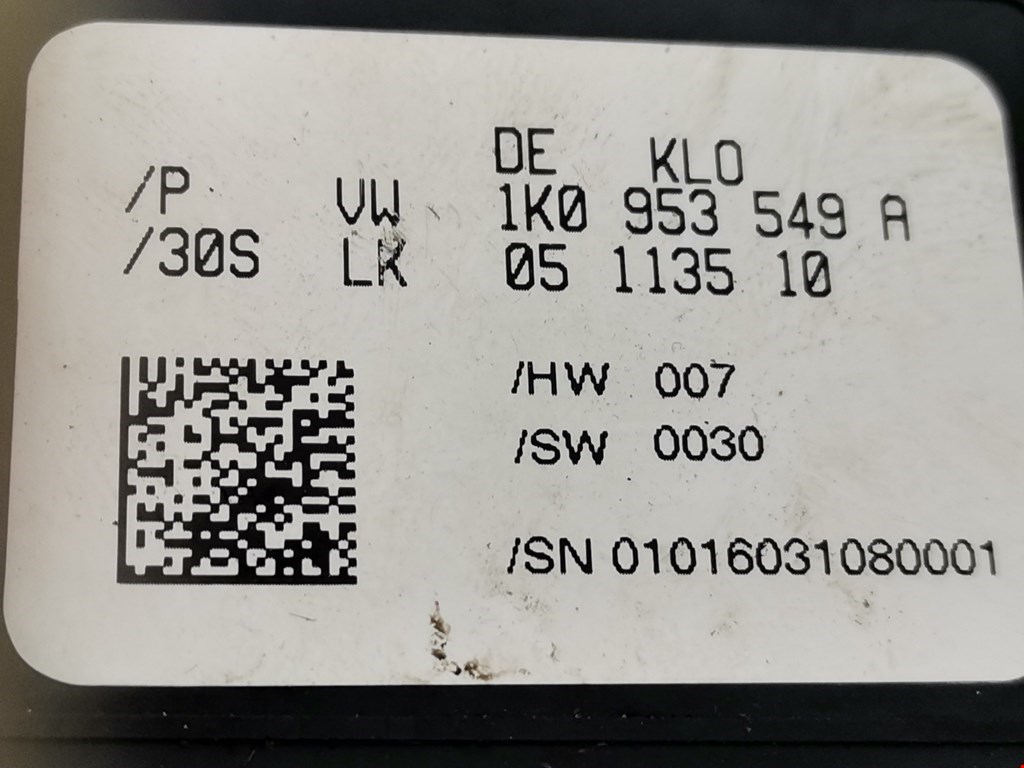 DE KLO
/P VW 1K0 953 549 A
/30S LK 05 1135 10
/HW 007
/SW 0030
/SN 01016031080001